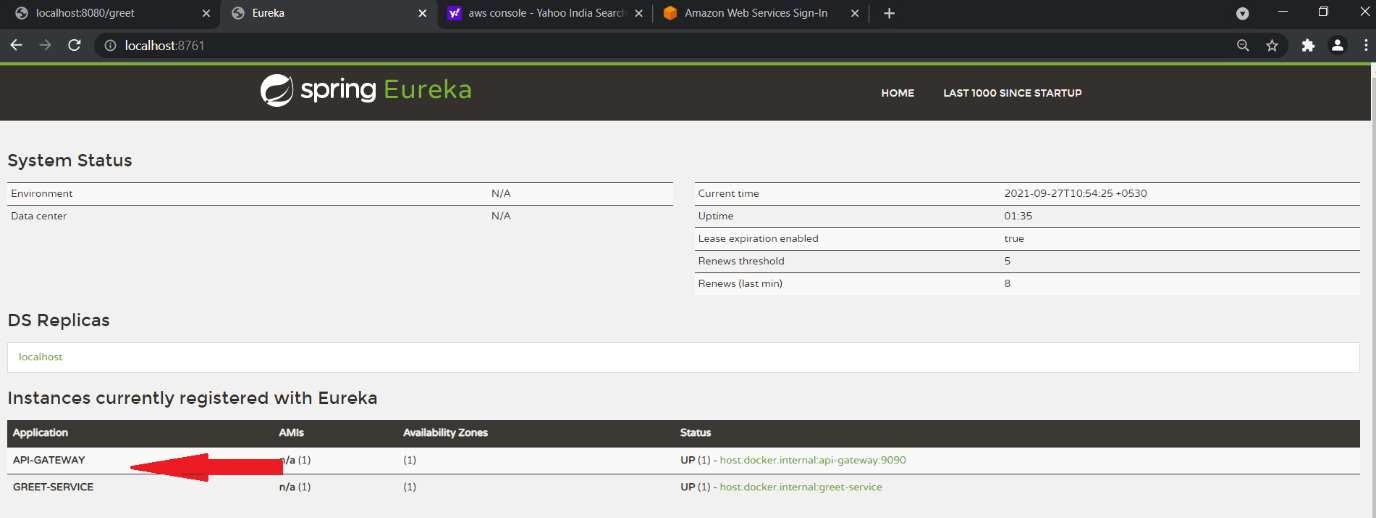 localhost:8080/greet
Eureka
aws console - Yahoo India Search
Amazon Web Services Sign-In
localhost:8761
spring Eureka
HOME LAST 1000 SINCE STARTUP
System Status
Environment N/A
Data center N/A
Current time 2021-09-27T10:54:25 +0530
Uptime 01:35
Lease expiration enabled true
Renews threshold 5
Renews (last min) 8
DS Replicas
localhost
Instances currently registered with Eureka
Application AMIs Availability Zones Status
API-GATEWAY n/a (1) (1) UP (1) - host.docker.internal:api-gateway:9090
GREET-SERVICE n/a (1) (1) UP (1) - host.docker.internal:greet-service